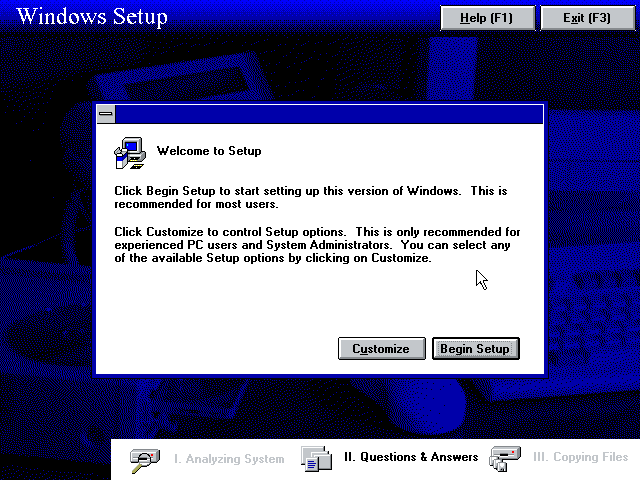 Windows Setup
Help (F1)
Exit (F3)
Welcome to Setup
Click Begin Setup to start setting up this version of Windows.  This is
recommended for most users.
Click Customize to control Setup options.  This is only recommended for
experienced PC users and System Administrators.  You can select any
of the available Setup options by clicking on Customize.
Customize
Begin Setup
I. Analyzing System
II. Questions & Answers
III. Copying Files